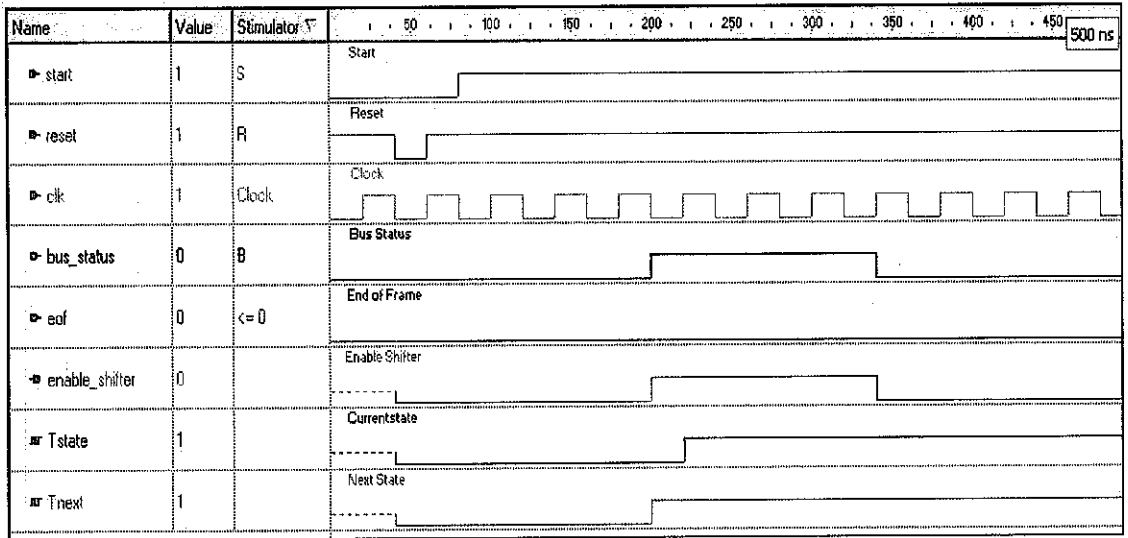 Name Value Stimulator 50 100 150 200 250 300 350 400 450 500 ns
Start
start 1 S
Reset
reset 1 R
Clock
clk 1 Clock
Bus Status
bus_status 0 B
End of Frame
eof 0 <= 0
Enable Shifter
enable_shifter 0
Currentstate
Tstate 1
Next State
Tnext 1